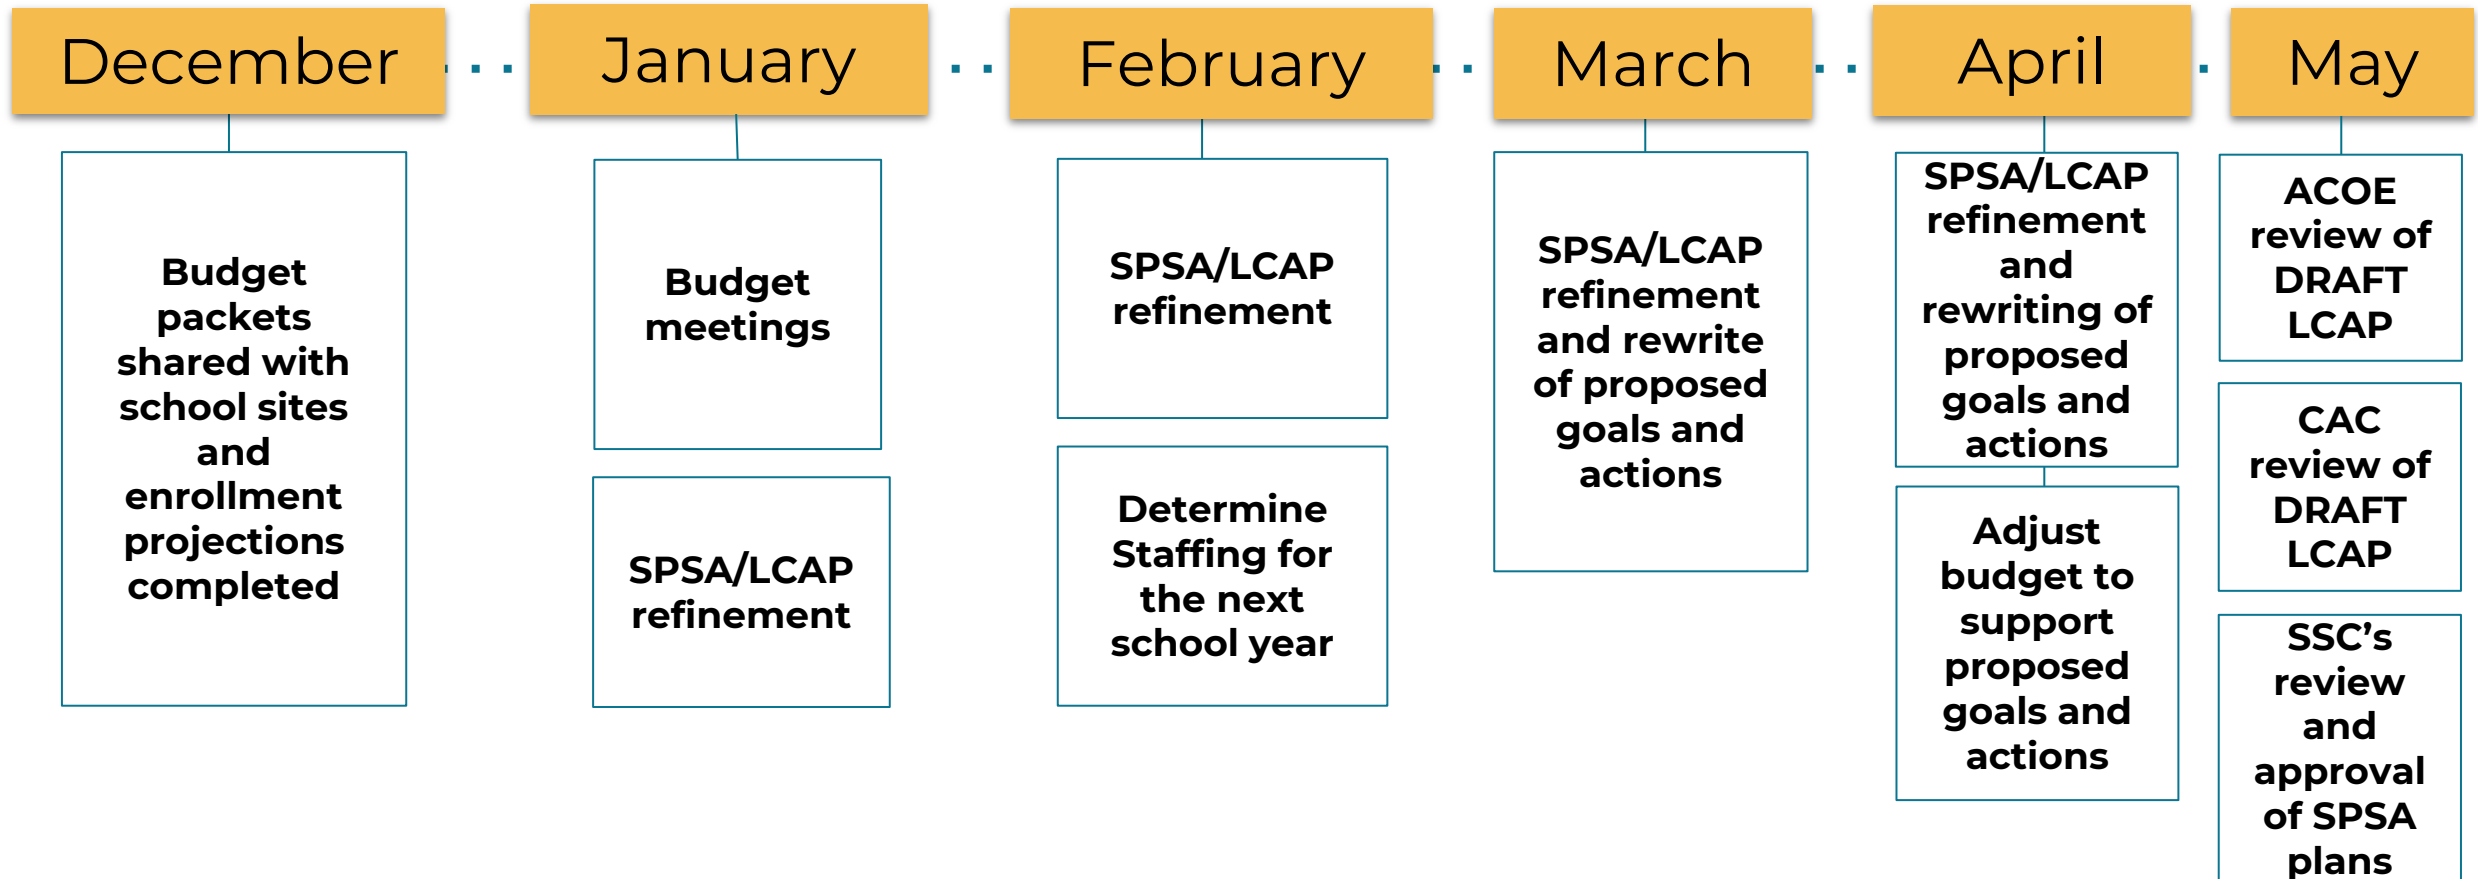 December
January
February
March
April
May
Budget
packets
shared with
school sites
and
enrollment
projections
completed
Budget
meetings
SPSA/LCAP
refinement
SPSA/LCAP
refinement
Determine
Staffing for
the next
school year
SPSA/LCAP
refinement
and rewrite
of proposed
goals and
actions
SPSA/LCAP
refinement
and
rewriting of
proposed
goals and
actions
Adjust
budget to
support
proposed
goals and
actions
ACOE
review of
DRAFT
LCAP
CAC
review of
DRAFT
LCAP
SSC’s
review
and
approval
of SPSA
plans